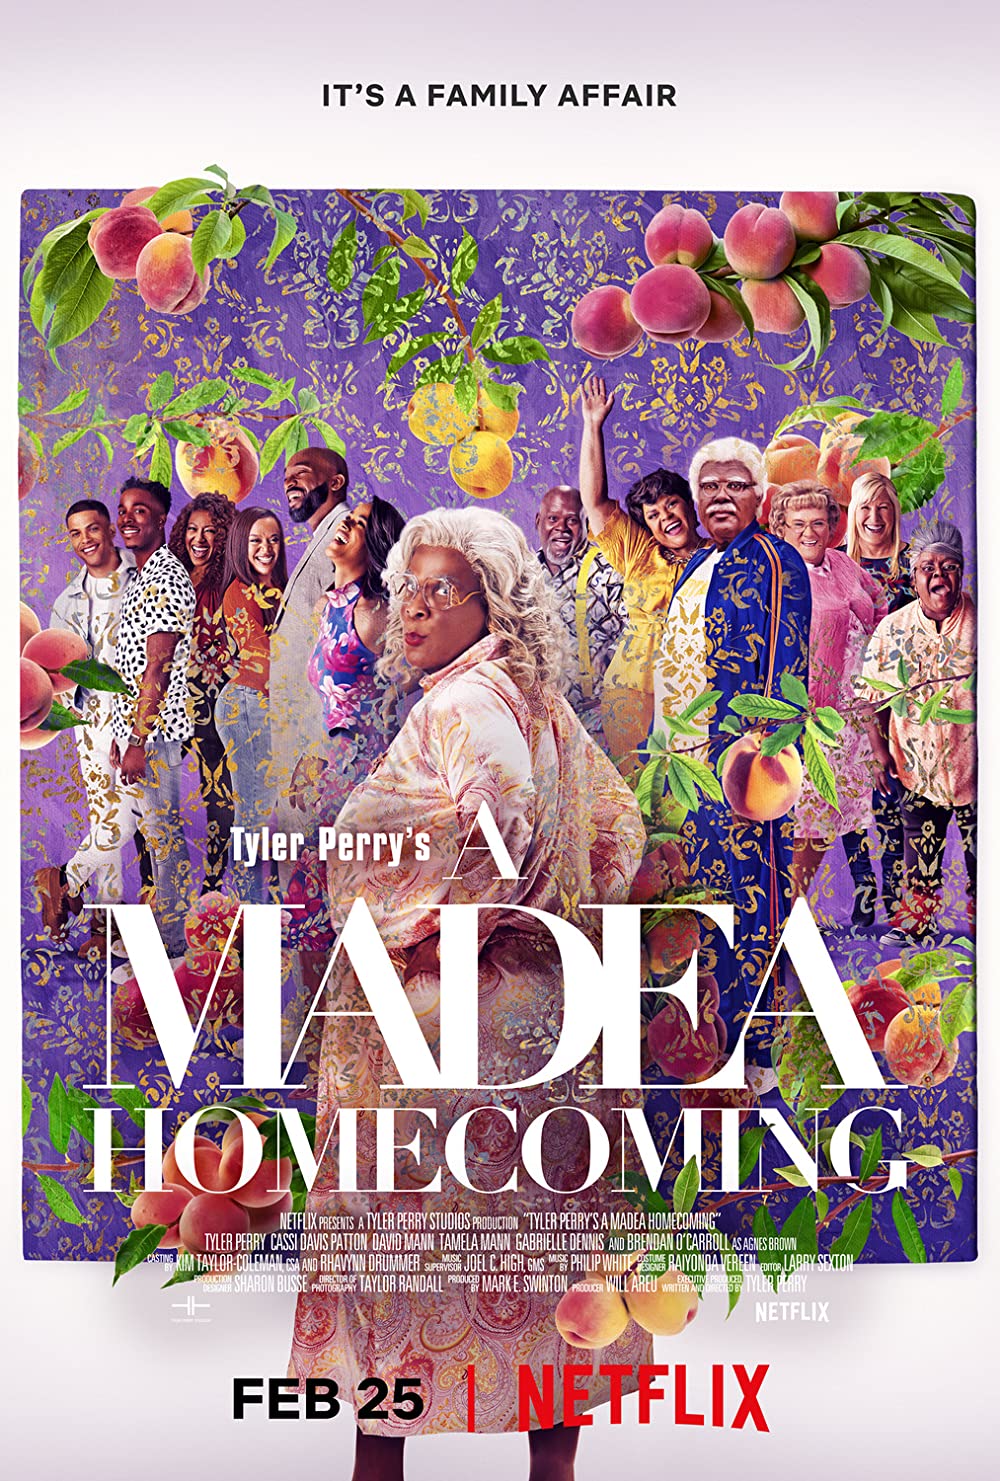 IT'S A FAMILY AFFAIR
Tyler Perry's A
MADEA
HOMECOMING
NETFLIX PRESENTS A TYLER PERRY STUDIOS PRODUCTION "TYLER PERRY'S A MADEA HOMECOMING"
TYLER PERRY CASSI DAVIS PATTON DAVID MANN TAMELA MANN GABRIELLE DENNIS AND BRENDAN O'CARROLL AS AGNES BROWN
CASTING BY KIM TAYLOR-COLEMAN, CSA AND RHAVYNN DRUMMER MUSIC SUPERVISOR JOEL C. HIGH, GMS MUSIC BY PHILIP WHITE COSTUME DESIGNER RAIYONDA VEREEN EDITOR LARRY SEXTON
PRODUCTION DESIGNER SHARON BUSSE DIRECTOR OF PHOTOGRAPHY TAYLOR RANDALL PRODUCED BY MARK E. SWINTON PRODUCER WILL AREU EXECUTIVE PRODUCED, WRITTEN AND DIRECTED BY TYLER PERRY
NETFLIX
FEB 25 | NETFLIX